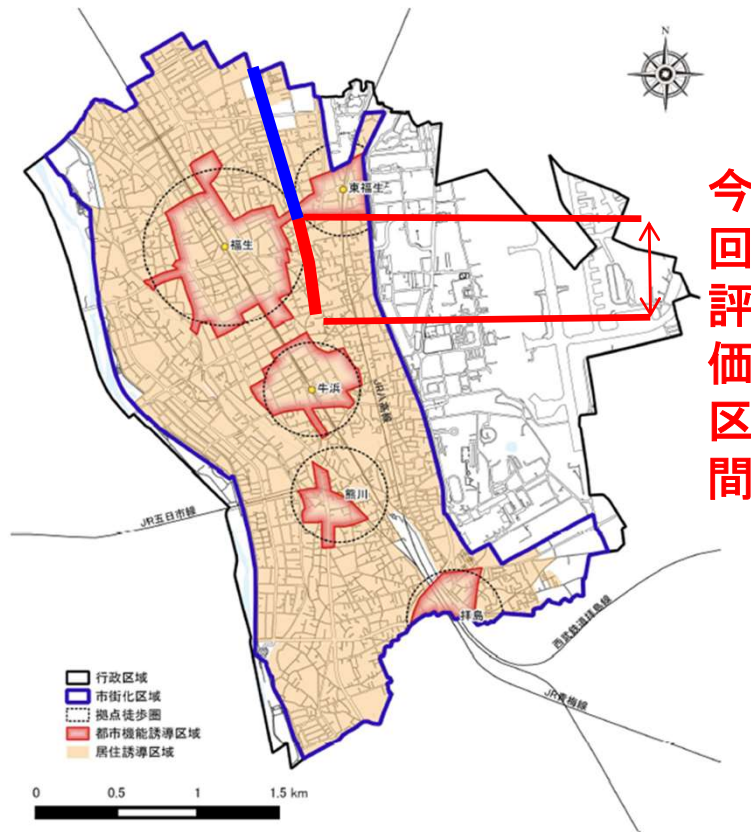 東福生
今回評価区間
福生
牛浜
JR八高線
熊川
JR五日市線
拝島
西武鉄道拝島線
JR青梅線
行政区域
市街化区域
拠点徒歩圏
都市機能誘導区域
居住誘導区域
0 0.5 1 1.5 km